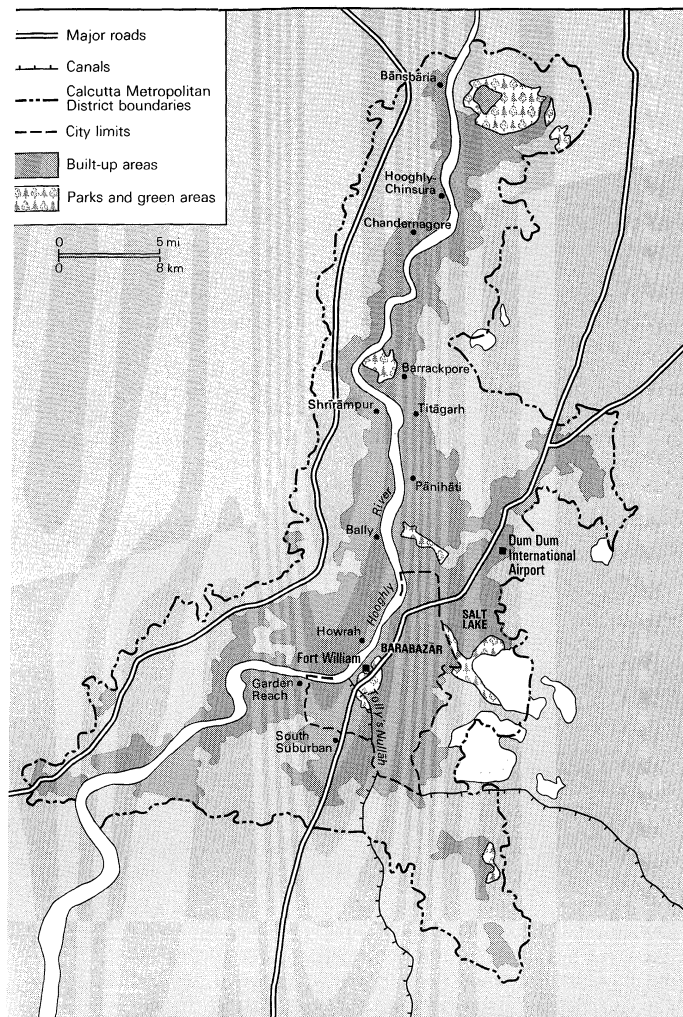 Major roads
Canals
Calcutta Metropolitan
District boundaries
City limits
Built-up areas
Parks and green areas
0 5 mi
0 8 km
Bānsbāria
Hooghly-
Chinsura
Chandernagore
Barrackpore
Shrīrāmpur
Titāgarh
Pānihāti
River
Bally
Dum Dum
International
Airport
Hooghly
SALT
LAKE
Howrah
BARABAZĀR
Fort William
Garden
Reach
Tolly's Nullāh
South
Suburban